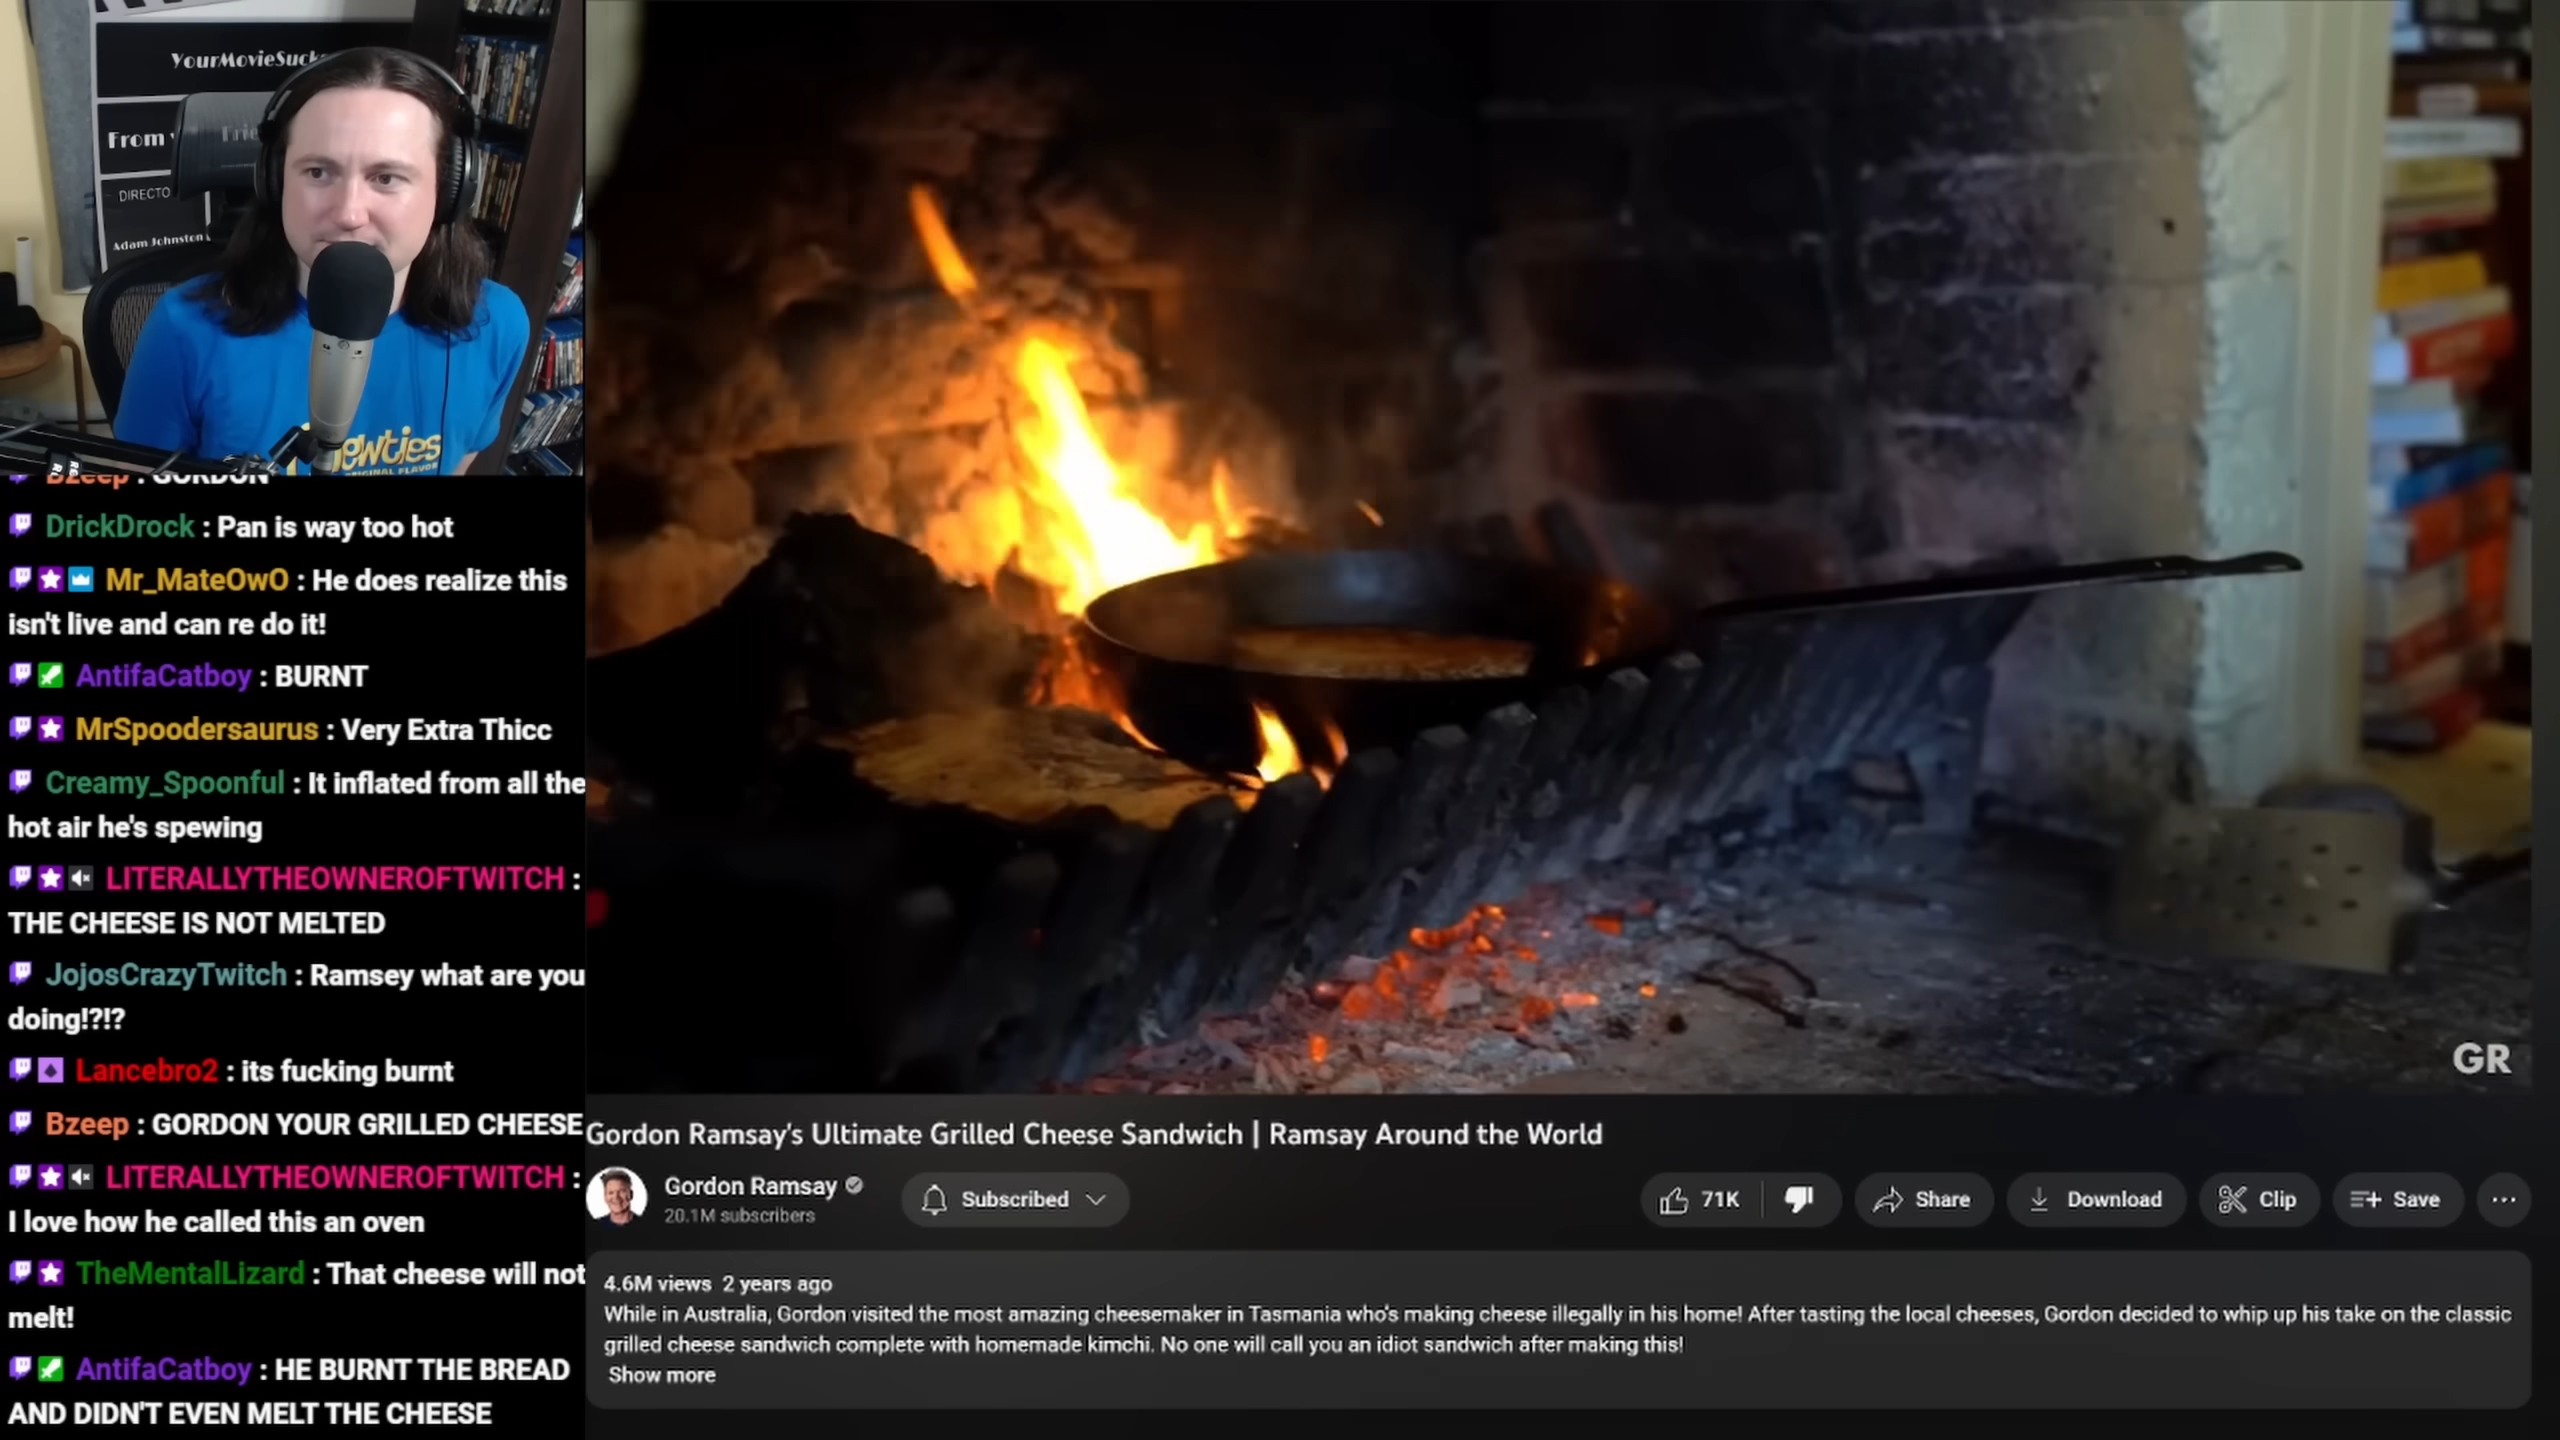 YourMovieSuck
From
DIRECTO
Adam Johnston
ewties
ORIGINAL FLAVOR
Bzeep : GORDON
DrickDrock : Pan is way too hot
Mr_MateOwO : He does realize this
isn't live and can re do it!
AntifaCatboy : BURNT
MrSpoodersaurus : Very Extra Thicc
Creamy_Spoonful : It inflated from all the
hot air he's spewing
LITERALLYTHEOWNEROFTWITCH :
THE CHEESE IS NOT MELTED
JojosCrazyTwitch : Ramsey what are you
doing!?!?
Lancebro2 : its fucking burnt
Bzeep : GORDON YOUR GRILLED CHEESE
LITERALLYTHEOWNEROFTWITCH :
I love how he called this an oven
TheMentalLizard : That cheese will not
melt!
AntifaCatboy : HE BURNT THE BREAD
AND DIDN'T EVEN MELT THE CHEESE
GR
Gordon Ramsay's Ultimate Grilled Cheese Sandwich | Ramsay Around the World
Gordon Ramsay
20.1M subscribers
Subscribed
71K
Share
Download
Clip
Save
4.6M views 2 years ago
While in Australia, Gordon visited the most amazing cheesemaker in Tasmania who's making cheese illegally in his home! After tasting the local cheeses, Gordon decided to whip up his take on the classic
grilled cheese sandwich complete with homemade kimchi. No one will call you an idiot sandwich after making this!
Show more